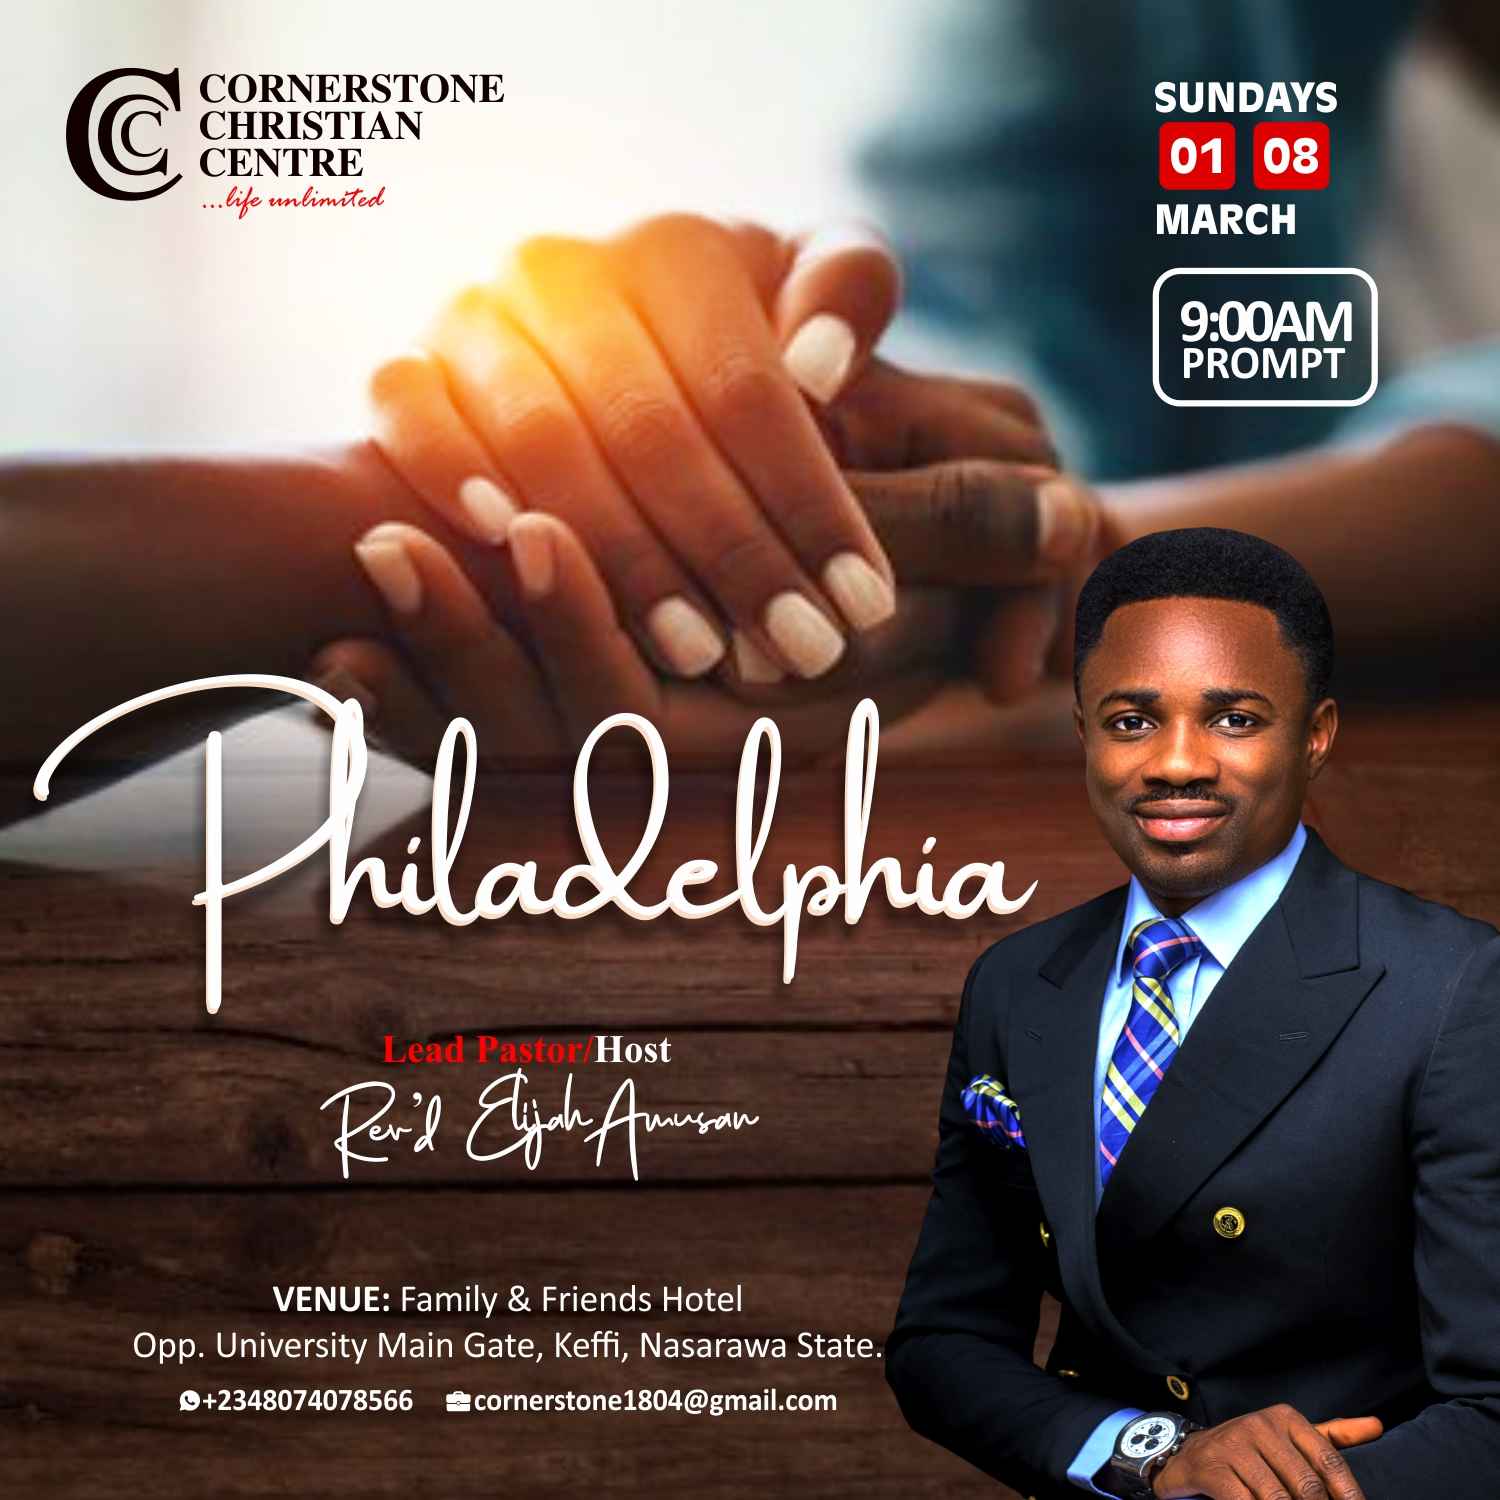 CORNERSTONE
CHRISTIAN
CENTRE
...life unlimited
SUNDAYS
01 08
MARCH
9:00AM
PROMPT
Philadelphia
Lead Pastor/Host
Rev'd Elijah Amusan
VENUE: Family & Friends Hotel
Opp. University Main Gate, Keffi, Nasarawa State.
+2348074078566 cornerstone1804@gmail.com